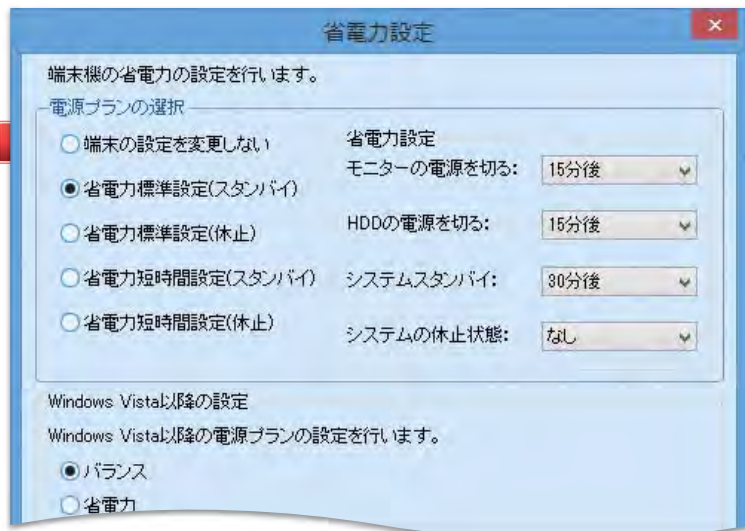 省電力設定
端末機の省電力の設定を行います。
電源プランの選択
端末の設定を変更しない
省電力標準設定(スタンバイ)
省電力標準設定(休止)
省電力短時間設定(スタンバイ)
省電力短時間設定(休止)
省電力設定
モニターの電源を切る: 15分後
HDDの電源を切る: 15分後
システムスタンバイ: 30分後
システムの休止状態: なし
Windows Vista以降の設定
Windows Vista以降の電源プランの設定を行います。
バランス
省電力